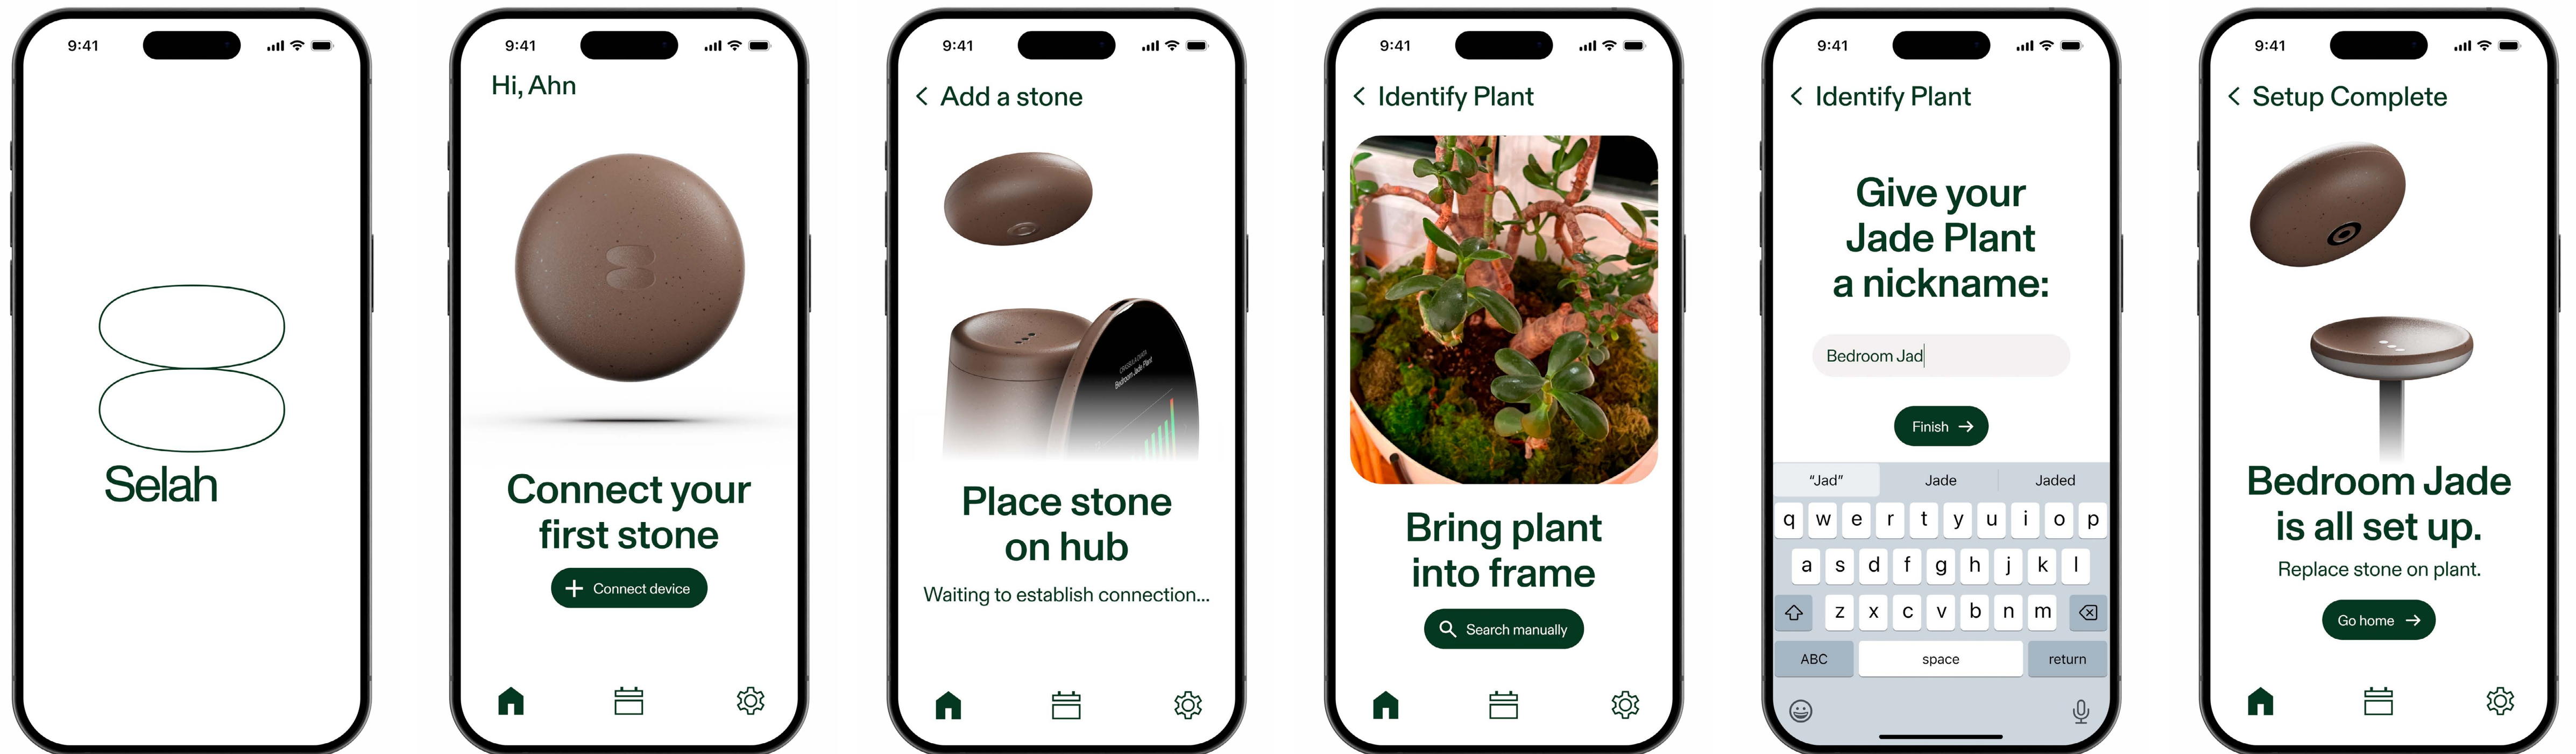 9:41
Selah
9:41
Hi, Ahn
Connect your
first stone
Connect device
9:41
Add a stone
Bedroom Jade Plant
Place stone
on hub
Waiting to establish connection...
9:41
Identify Plant
Bring plant
into frame
Search manually
9:41
Identify Plant
Give your
Jade Plant
a nickname:
Bedroom Jad
Finish
“Jad” Jade Jaded
q w e r t y u i o p
a s d f g h j k l
z x c v b n m
ABC space return
9:41
Setup Complete
Bedroom Jade
is all set up.
Replace stone on plant.
Go home